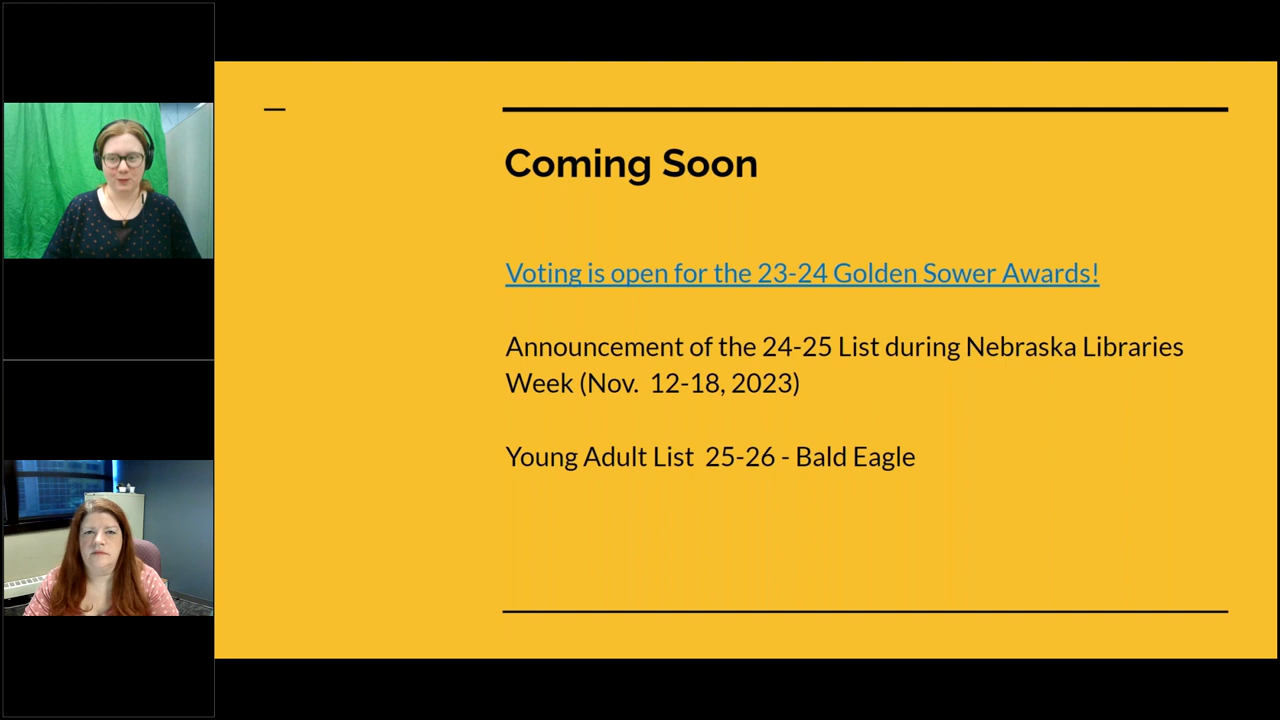 Coming Soon
Voting is open for the 23-24 Golden Sower Awards!
Announcement of the 24-25 List during Nebraska Libraries
Week (Nov.  12-18, 2023)
Young Adult List  25-26 - Bald Eagle